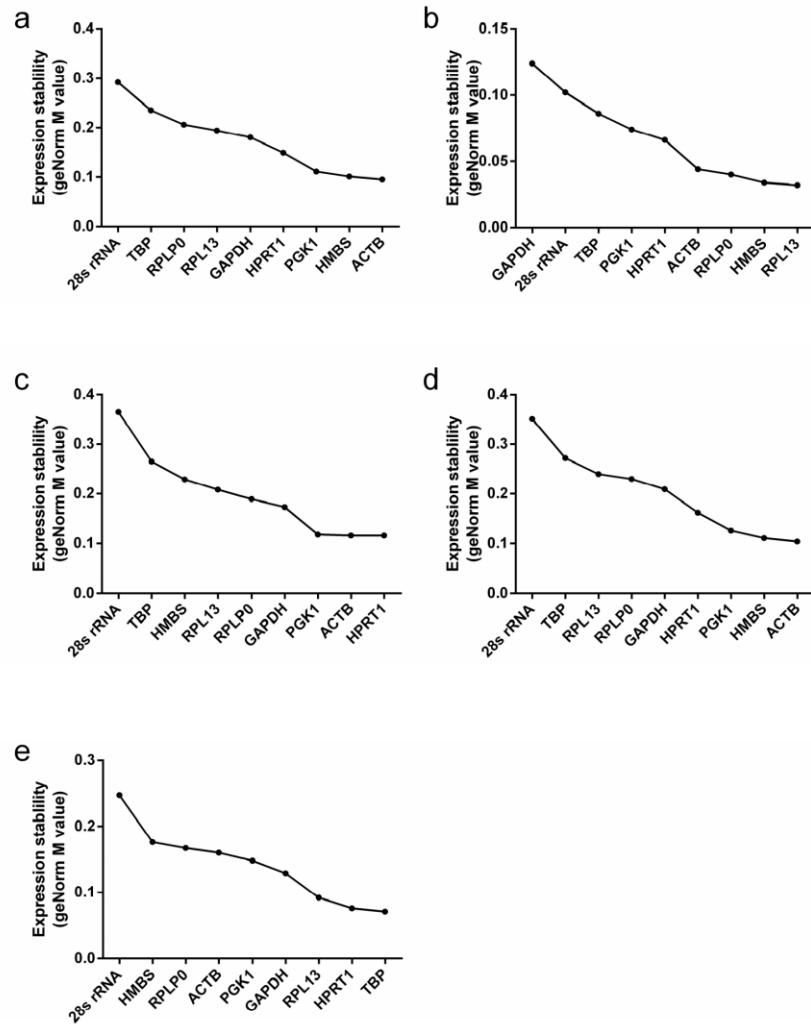 a
Expression stablility
(geNorm M value)
0.4
0.3
0.2
0.1
0.0
28s rRNA
TBP
RPLP0
RPL13
GAPDH
HPRT1
PGK1
HMBS
ACTB
b
Expression stablility
(geNorm M value)
0.15
0.10
0.05
0.00
GAPDH
28s rRNA
TBP
PGK1
HPRT1
ACTB
RPLP0
HMBS
RPL13
c
Expression stablility
(geNorm M value)
0.4
0.3
0.2
0.1
0.0
28s rRNA
TBP
HMBS
RPL13
RPLP0
GAPDH
PGK1
ACTB
HPRT1
d
Expression stablility
(geNorm M value)
0.4
0.3
0.2
0.1
0.0
28s rRNA
TBP
RPL13
RPLP0
GAPDH
HPRT1
PGK1
HMBS
ACTB
e
Expression stablility
(geNorm M value)
0.3
0.2
0.1
0.0
28s rRNA
HMBS
RPLP0
ACTB
PGK1
GAPDH
RPL13
HPRT1
TBP